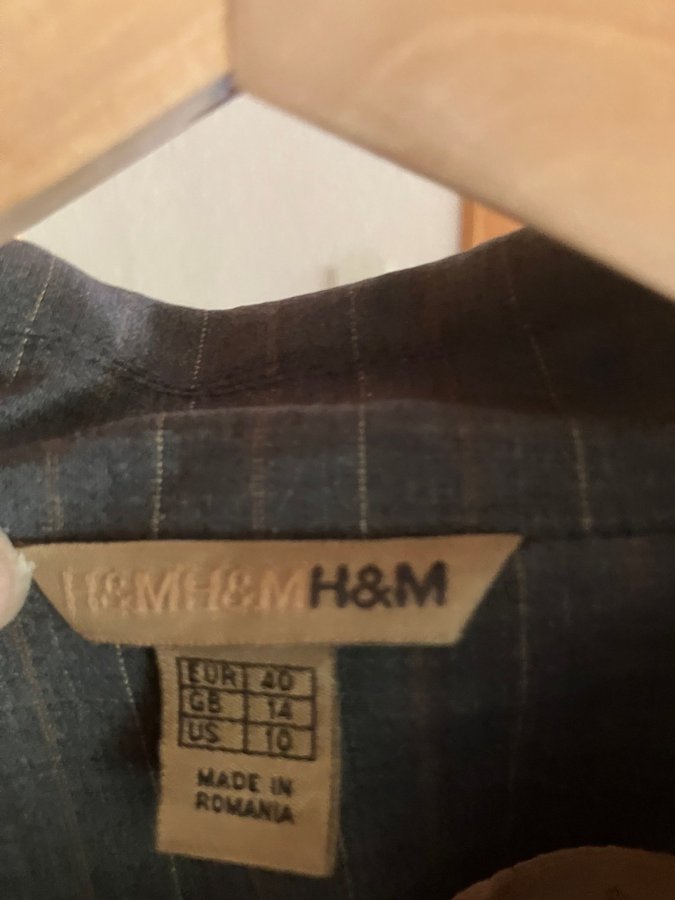 H&MH&MH&M
EUR 40
GB 14
US 10
MADE IN
ROMANIA